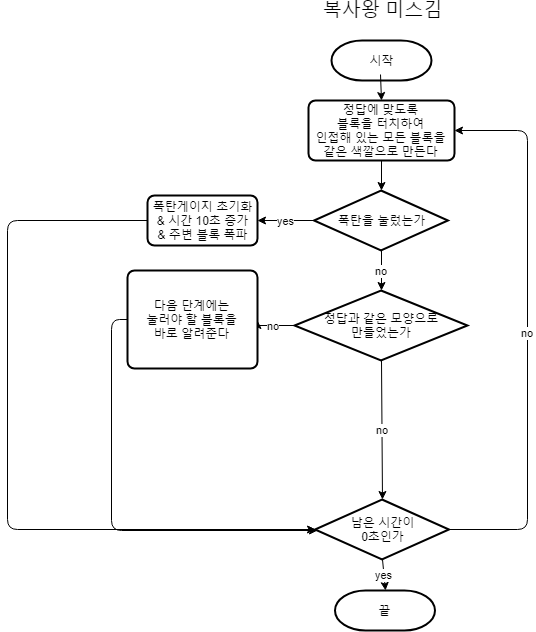 복사왕 미스김
시작
정답에 맞도록
블록을 터치하여
인접해 있는 모든 블록을
같은 색깔으로 만든다
폭탄게이지 초기화
& 시간 10초 증가
& 주변 블록 폭파
yes
폭탄을 눌렀는가
no
no
다음 단계에는
눌러야 할 블록을
바로 알려준다
no
정답과 같은 모양으로
만들었는가
no
남은 시간이
0초인가
yes
끝